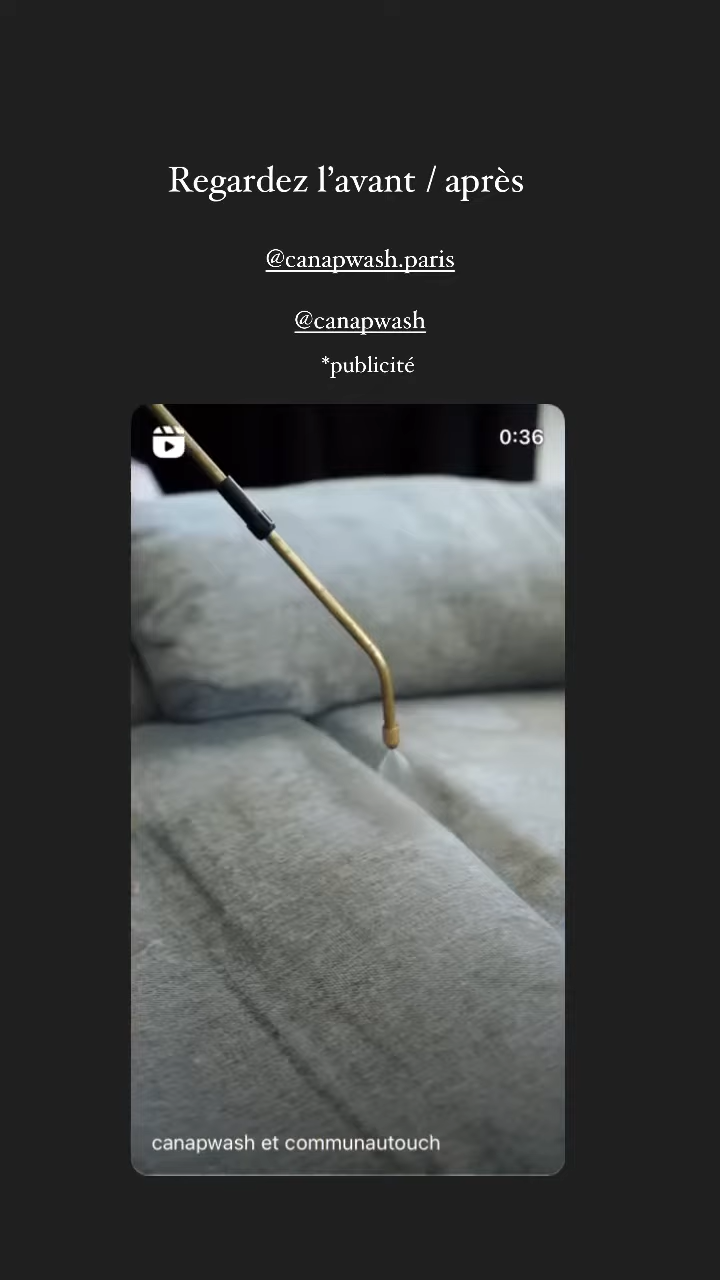 Regardez l’avant / après
@canapwash.paris
@canapwash
*publicité
0:36
canapwash et communautouch